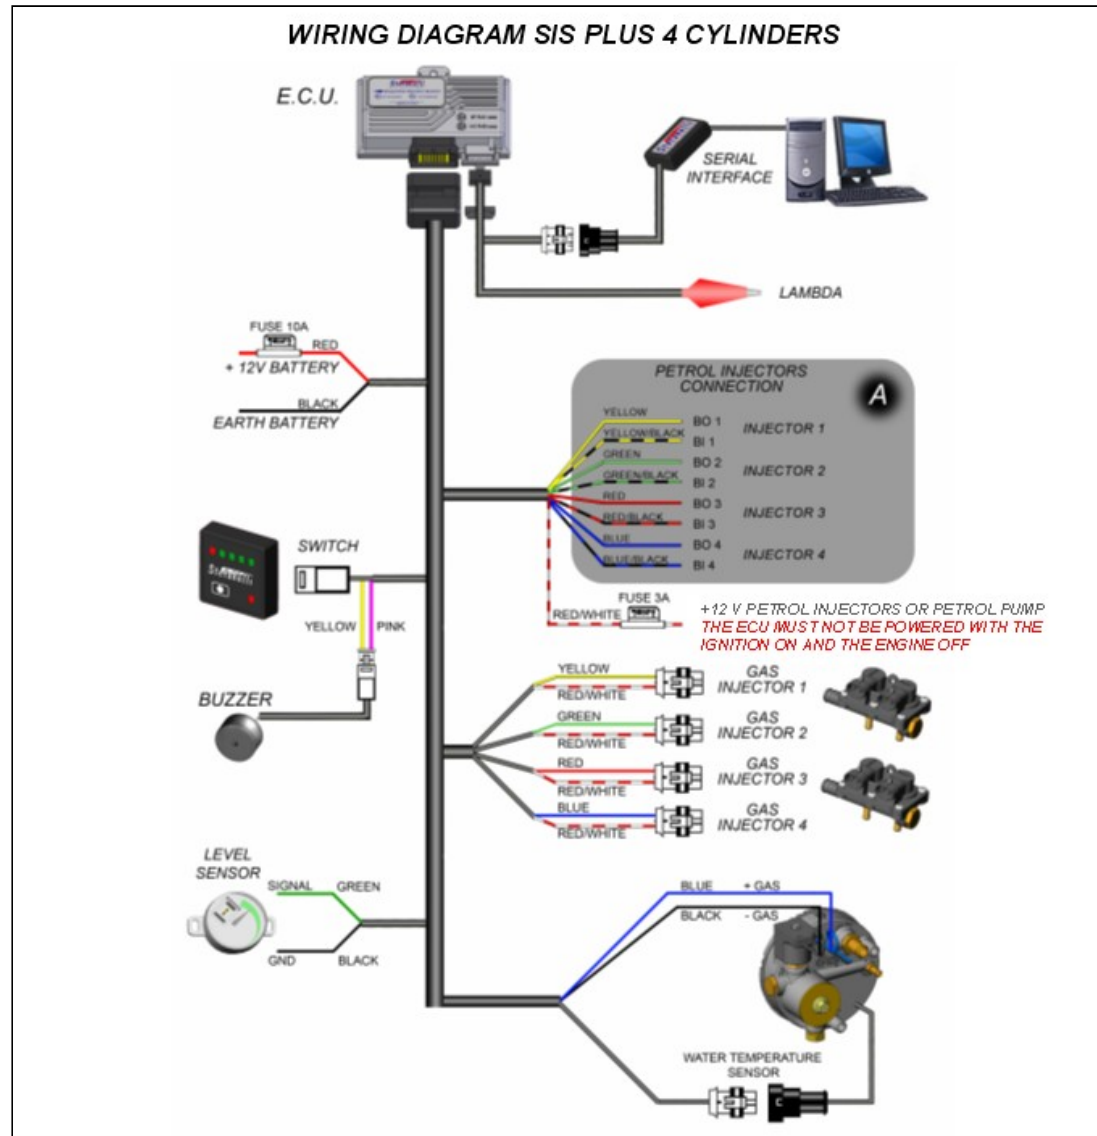 WIRING DIAGRAM SIS PLUS 4 CYLINDERS
E.C.U.
SERIAL
INTERFACE
LAMBDA
FUSE 10A
RED
+ 12V BATTERY
BLACK
EARTH BATTERY
PETROL INJECTORS
CONNECTION
A
YELLOW
BO 1
INJECTOR 1
YELLOW/BLACK
BI 1
GREEN
BO 2
INJECTOR 2
GREEN/BLACK
BI 2
RED
BO 3
INJECTOR 3
RED/BLACK
BI 3
BLUE
BO 4
INJECTOR 4
BLUE/BLACK
BI 4
SWITCH
YELLOW
PINK
BUZZER
FUSE 3A
RED/WHITE
+12 V PETROL INJECTORS OR PETROL PUMP
THE ECU MUST NOT BE POWERED WITH THE
IGNITION ON AND THE ENGINE OFF
YELLOW
RED/WHITE
GAS
INJECTOR 1
GREEN
RED/WHITE
GAS
INJECTOR 2
RED
RED/WHITE
GAS
INJECTOR 3
BLUE
RED/WHITE
GAS
INJECTOR 4
LEVEL
SENSOR
SIGNAL
GREEN
GND
BLACK
BLUE
+ GAS
BLACK
- GAS
WATER TEMPERATURE
SENSOR